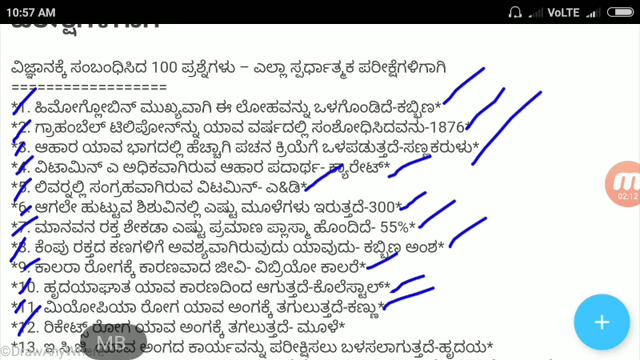 10:57 AM VoLTE
ವಿಜ್ಞಾನಕ್ಕೆ ಸಂಬಂಧಿಸಿದ 100 ಪ್ರಶ್ನೆಗಳು – ಎಲ್ಲಾ ಸ್ಪರ್ಧಾತ್ಮಕ ಪರೀಕ್ಷೆಗಳಿಗಾಗಿ
==================
*1. ಹಿಮೋಗ್ಲೋಬಿನ್ ಮುಖ್ಯವಾಗಿ ಈ ಲೋಹವನ್ನು ಒಳಗೊಂಡಿದೆ-ಕಬ್ಬಿಣ*
*2. ಗ್ರಾಹಂಬೆಲ್ ಟೆಲಿಪೋನ್‌ನ್ನು ಯಾವ ವರ್ಷದಲ್ಲಿ ಸಂಶೋಧಿಸಿದವನು-1876*
*3. ಆಹಾರ ಯಾವ ಭಾಗದಲ್ಲಿ ಹೆಚ್ಚಾಗಿ ಪಚನ ಕ್ರಿಯೆಗೆ ಒಳಪಡುತ್ತದೆ-ಸಣ್ಣಕರುಳು*
*4. ವಿಟಾಮಿನ್ ಎ ಅಧಿಕವಾಗಿರುವ ಆಹಾರ ಪದಾರ್ಥ- ಕ್ಯಾರೇಟ್*
*5. ಲಿವರ್‌ನಲ್ಲಿ ಸಂಗ್ರಹವಾಗಿರುವ ವಿಟಮಿನ್- ಎ&ಡಿ*
*6. ಆಗಲೇ ಹುಟ್ಟುವ ಶಿಶುವಿನಲ್ಲಿ ಎಷ್ಟು ಮೂಳೆಗಳು ಇರುತ್ತದೆ-300*
*7. ಮಾನವನ ರಕ್ತ ಶೇಕಡಾ ಎಷ್ಟು ಪ್ರಮಾಣ ಪ್ಲಾಸ್ಮಾ ಹೊಂದಿದೆ- 55%*
*8. ಕೆಂಪು ರಕ್ತದ ಕಣಗಳಿಗೆ ಅವಶ್ಯವಾಗಿರುವುದು ಯಾವುದು- ಕಬ್ಬಿಣ ಅಂಶ*
*9. ಕಾಲರಾ ರೋಗಕ್ಕೆ ಕಾರಣವಾದ ಜೀವಿ- ವಿಬ್ರಿಯೋ ಕಾಲರೆ*
*10. ಹೃದಯಾಘಾತ ಯಾವ ಕಾರಣದಿಂದ ಆಗುತ್ತದೆ-ಕೊಲೆಸ್ಟ್ರಾಲ್*
*11. ಮಿಯೋಪಿಯಾ ರೋಗ ಯಾವ ಅಂಗಕ್ಕೆ ತಗುಲುತ್ತದೆ-ಕಣ್ಣು*
*12. ರಿಕೇಟ್ಸ್ ರೋಗ ಯಾವ ಅಂಗಕ್ಕೆ ತಗಲುತ್ತದೆ- ಮೂಳೆ*
*13. ಇ.ಸಿ.ಜಿ. ಯಾವ ಅಂಗದ ಕಾರ್ಯವನ್ನು ಪರೀಕ್ಷಿಸಲು ಬಳಸಲಾಗುತ್ತದೆ-ಹೃದಯ*
02:12
MB
©DrawAnyWhere